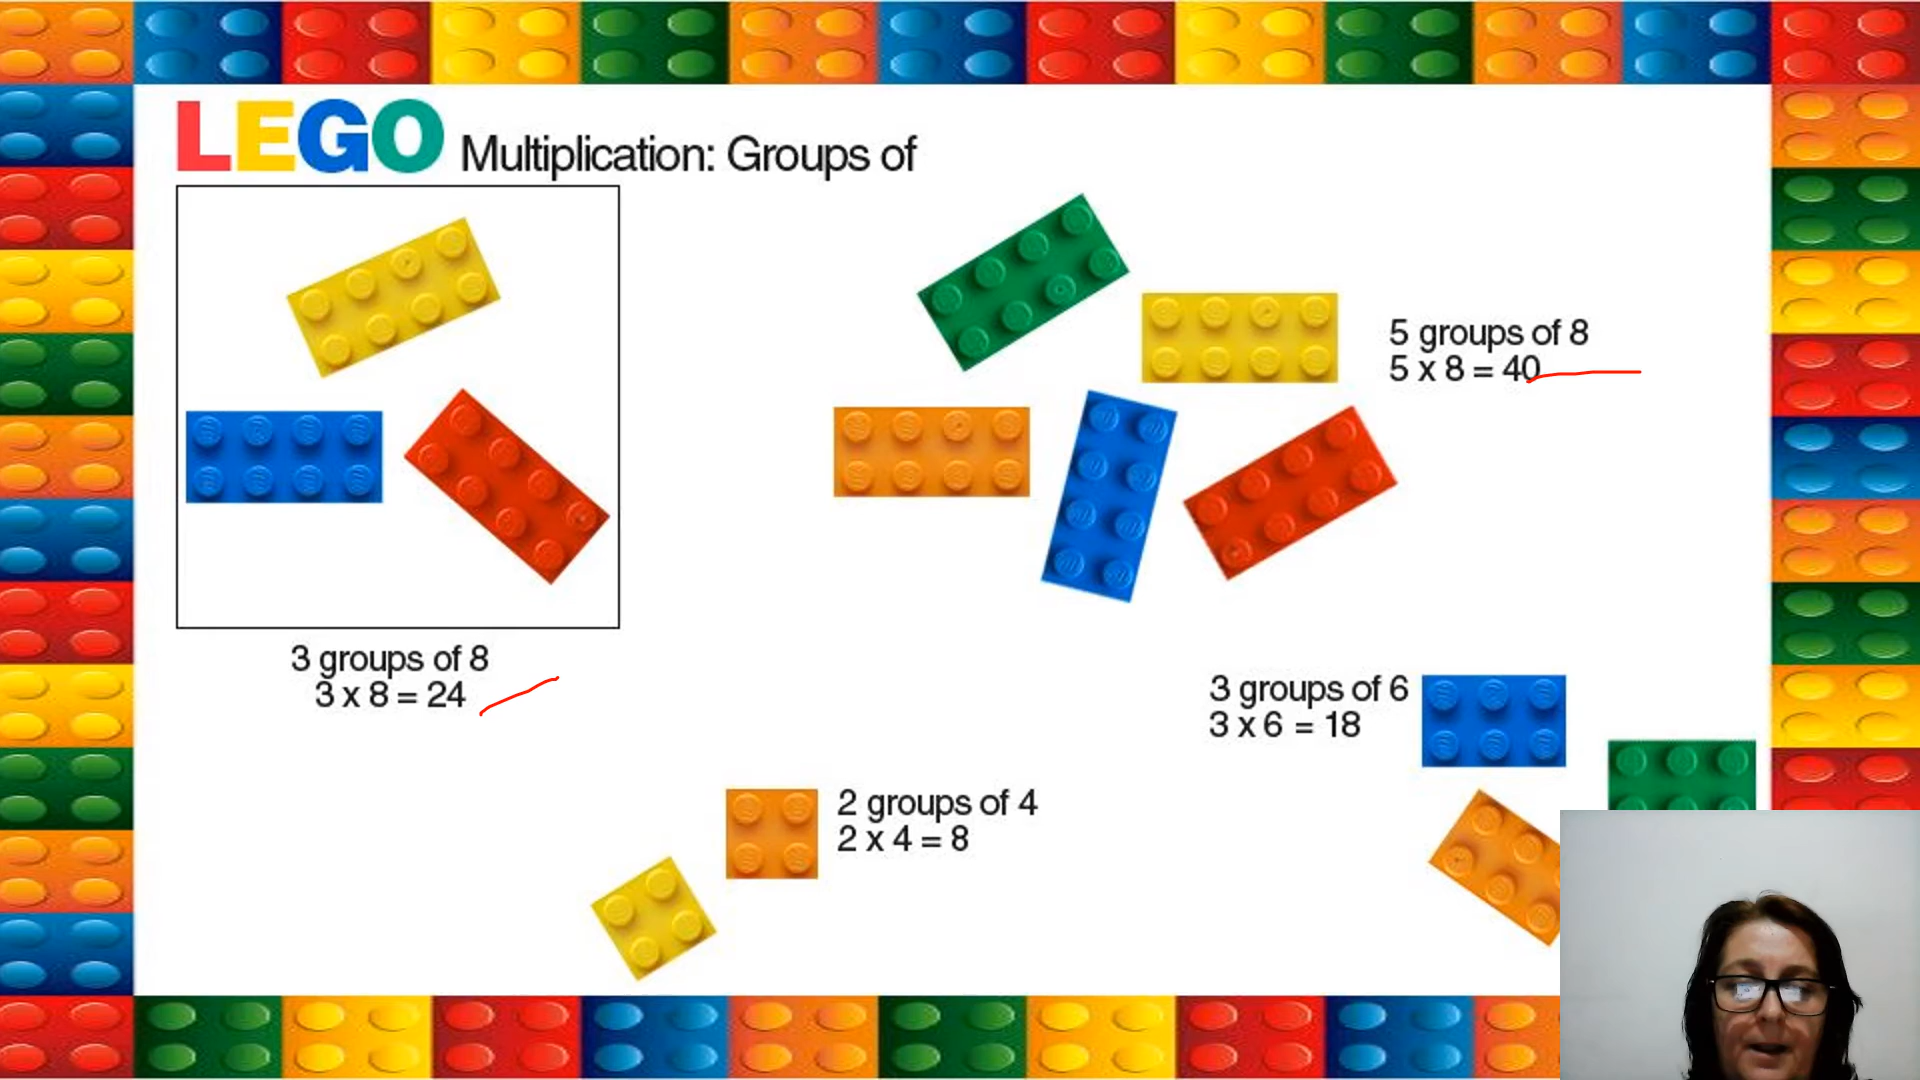 LEGO Multiplication: Groups of
5 groups of 8
5 x 8 = 40
3 groups of 8
3 x 8 = 24
3 groups of 6
3 x 6 = 18
2 groups of 4
2 x 4 = 8